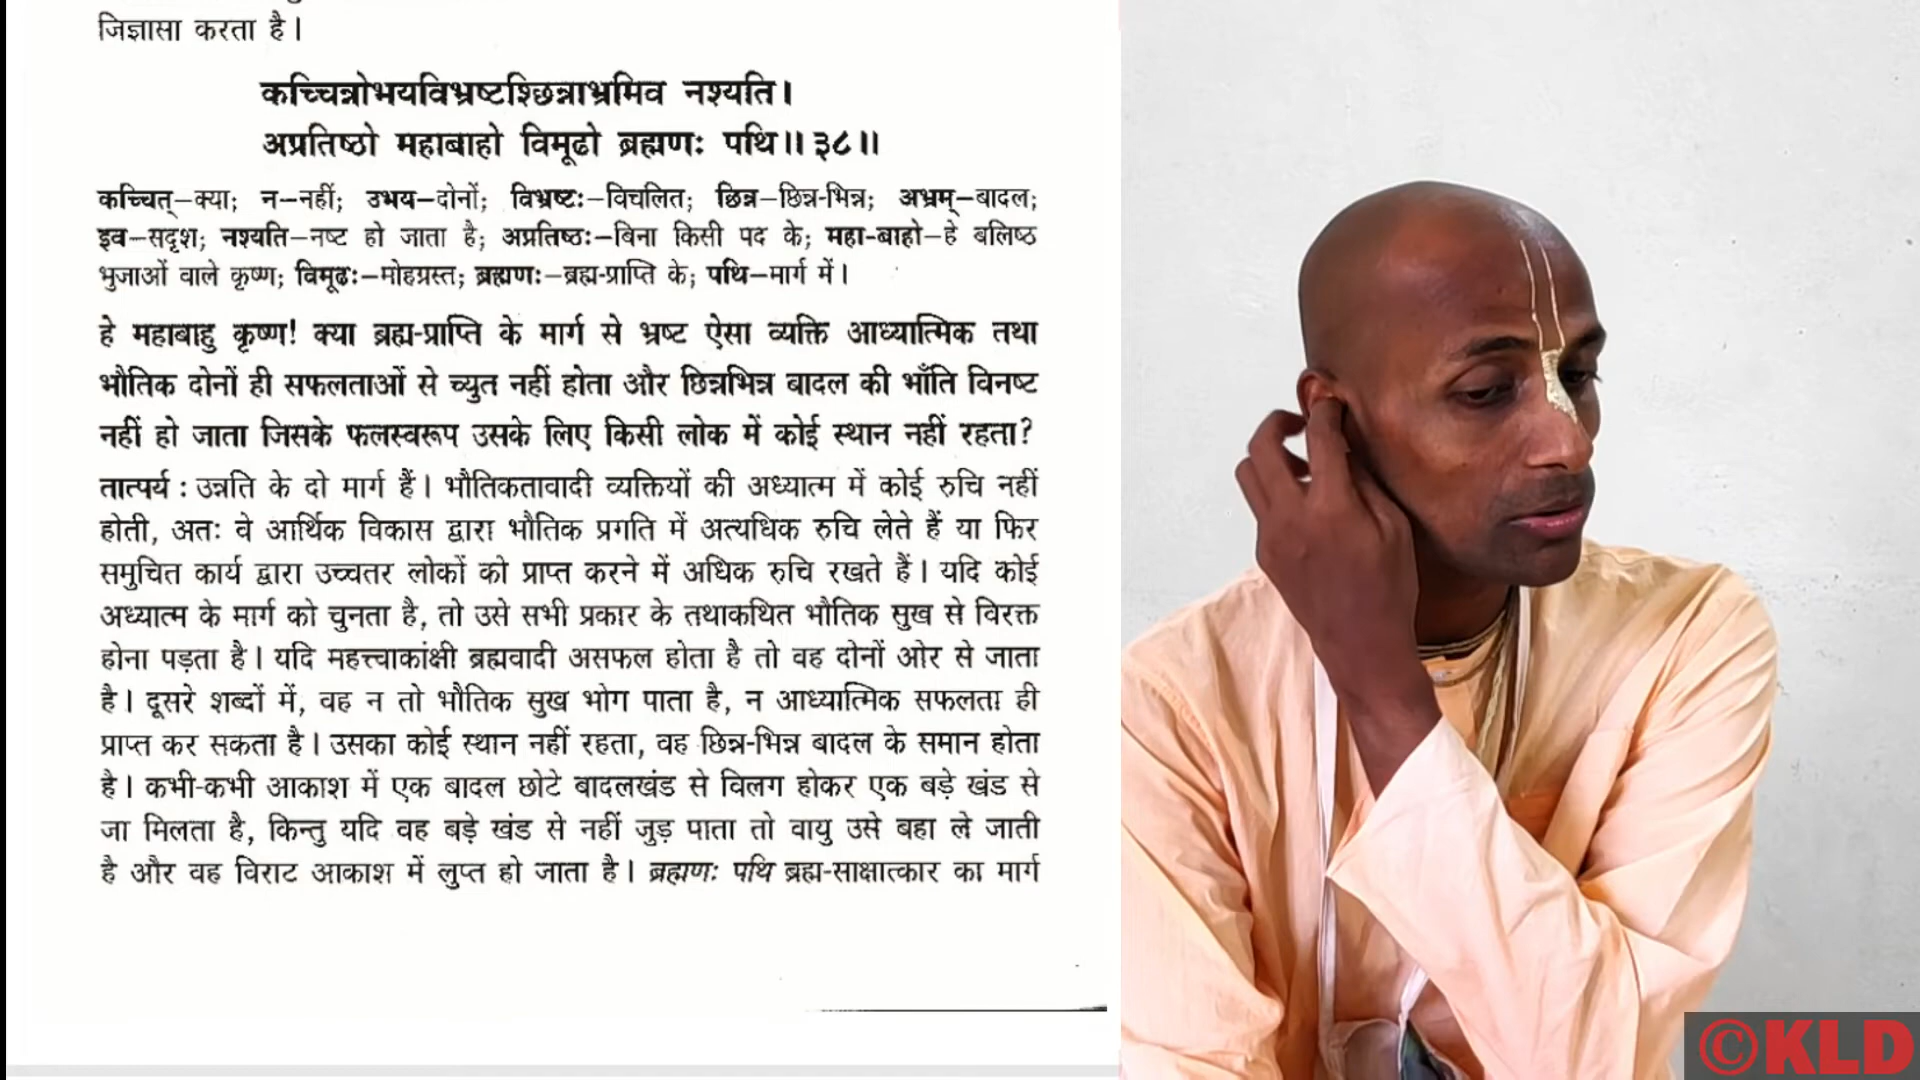 जिज्ञासा करता है।
कच्चिन्नोभयविभ्रष्टश्छिन्नाभ्रमिव नश्यति।
अप्रतिष्ठो महाबाहो विमूढो ब्रह्मणः पथि॥३८॥
कच्चित्–क्या; न–नहीं; उभय–दोनों; विभ्रष्टः–विचलित; छिन्न–छिन्न-भिन्न; अभ्रम्–बादल;
इव–सदृश; नश्यति–नष्ट हो जाता है; अप्रतिष्ठः–बिना किसी पद के; महा-बाहो–हे बलिष्ठ
भुजाओं वाले कृष्ण; विमूढः–मोहग्रस्त; ब्रह्मणः–ब्रह्म-प्राप्ति के; पथि–मार्ग में।
हे महाबाहु कृष्ण! क्या ब्रह्म-प्राप्ति के मार्ग से भ्रष्ट ऐसा व्यक्ति आध्यात्मिक तथा
भौतिक दोनों ही सफलताओं से च्युत नहीं होता और छिन्नभिन्न बादल की भाँति विनष्ट
नहीं हो जाता जिसके फलस्वरूप उसके लिए किसी लोक में कोई स्थान नहीं रहता?
तात्पर्य : उन्नति के दो मार्ग हैं। भौतिकतावादी व्यक्तियों की अध्यात्म में कोई रुचि नहीं
होती, अतः वे आर्थिक विकास द्वारा भौतिक प्रगति में अत्यधिक रुचि लेते हैं या फिर
समुचित कार्य द्वारा उच्चतर लोकों को प्राप्त करने में अधिक रुचि रखते हैं। यदि कोई
अध्यात्म के मार्ग को चुनता है, तो उसे सभी प्रकार के तथाकथित भौतिक सुख से विरक्त
होना पड़ता है। यदि महत्त्वाकांक्षी ब्रह्मवादी असफल होता है तो वह दोनों ओर से जाता
है। दूसरे शब्दों में, वह न तो भौतिक सुख भोग पाता है, न आध्यात्मिक सफलता ही
प्राप्त कर सकता है। उसका कोई स्थान नहीं रहता, वह छिन्न-भिन्न बादल के समान होता
है। कभी-कभी आकाश में एक बादल छोटे बादलखंड से विलग होकर एक बड़े खंड से
जा मिलता है, किन्तु यदि वह बड़े खंड से नहीं जुड़ पाता तो वायु उसे बहा ले जाती
है और वह विराट आकाश में लुप्त हो जाता है। ब्रह्मणः पथि ब्रह्म-साक्षात्कार का मार्ग
©KLD